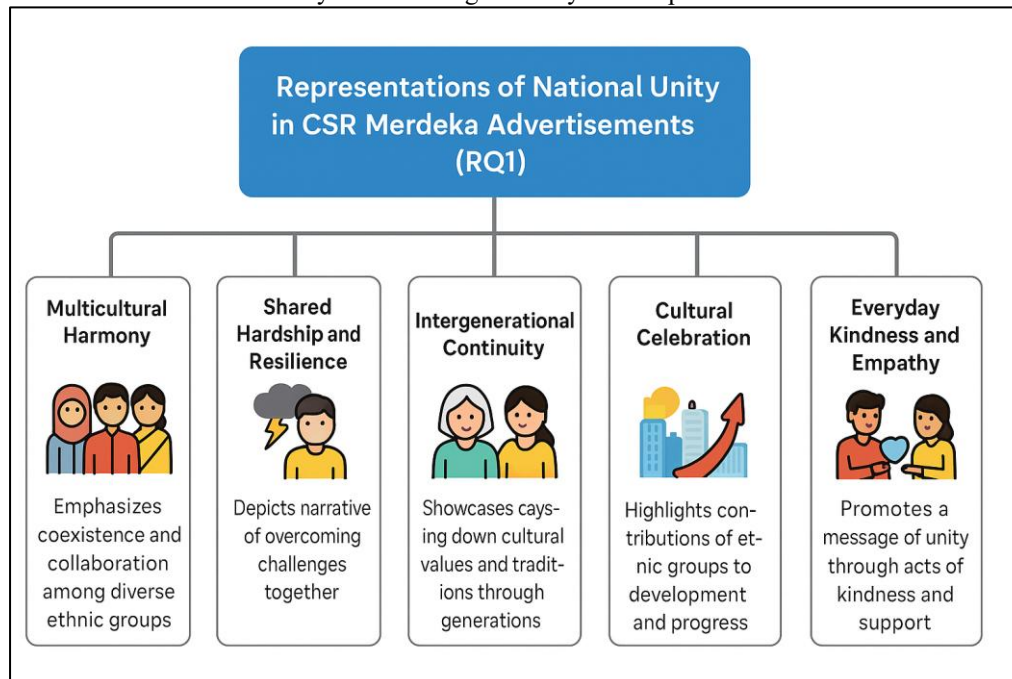 Representations of National Unity
in CSR Merdeka Advertisements
(RQ1)
Multicultural
Harmony
Emphasizes
coexistence and
collaboration
among diverse
ethnic groups
Shared
Hardship and
Resilience
Depicts narrative
of overcoming
challenges
together
Intergenerational
Continuity
Showcases cays-
ing down cultural
values and tradit-
ions through
generations
Cultural
Celebration
Highlights con-
tributions of et-
nic groups to
development
and progress
Everyday
Kindness and
Empathy
Promotes a
message of unity
through acts of
kindness and
support